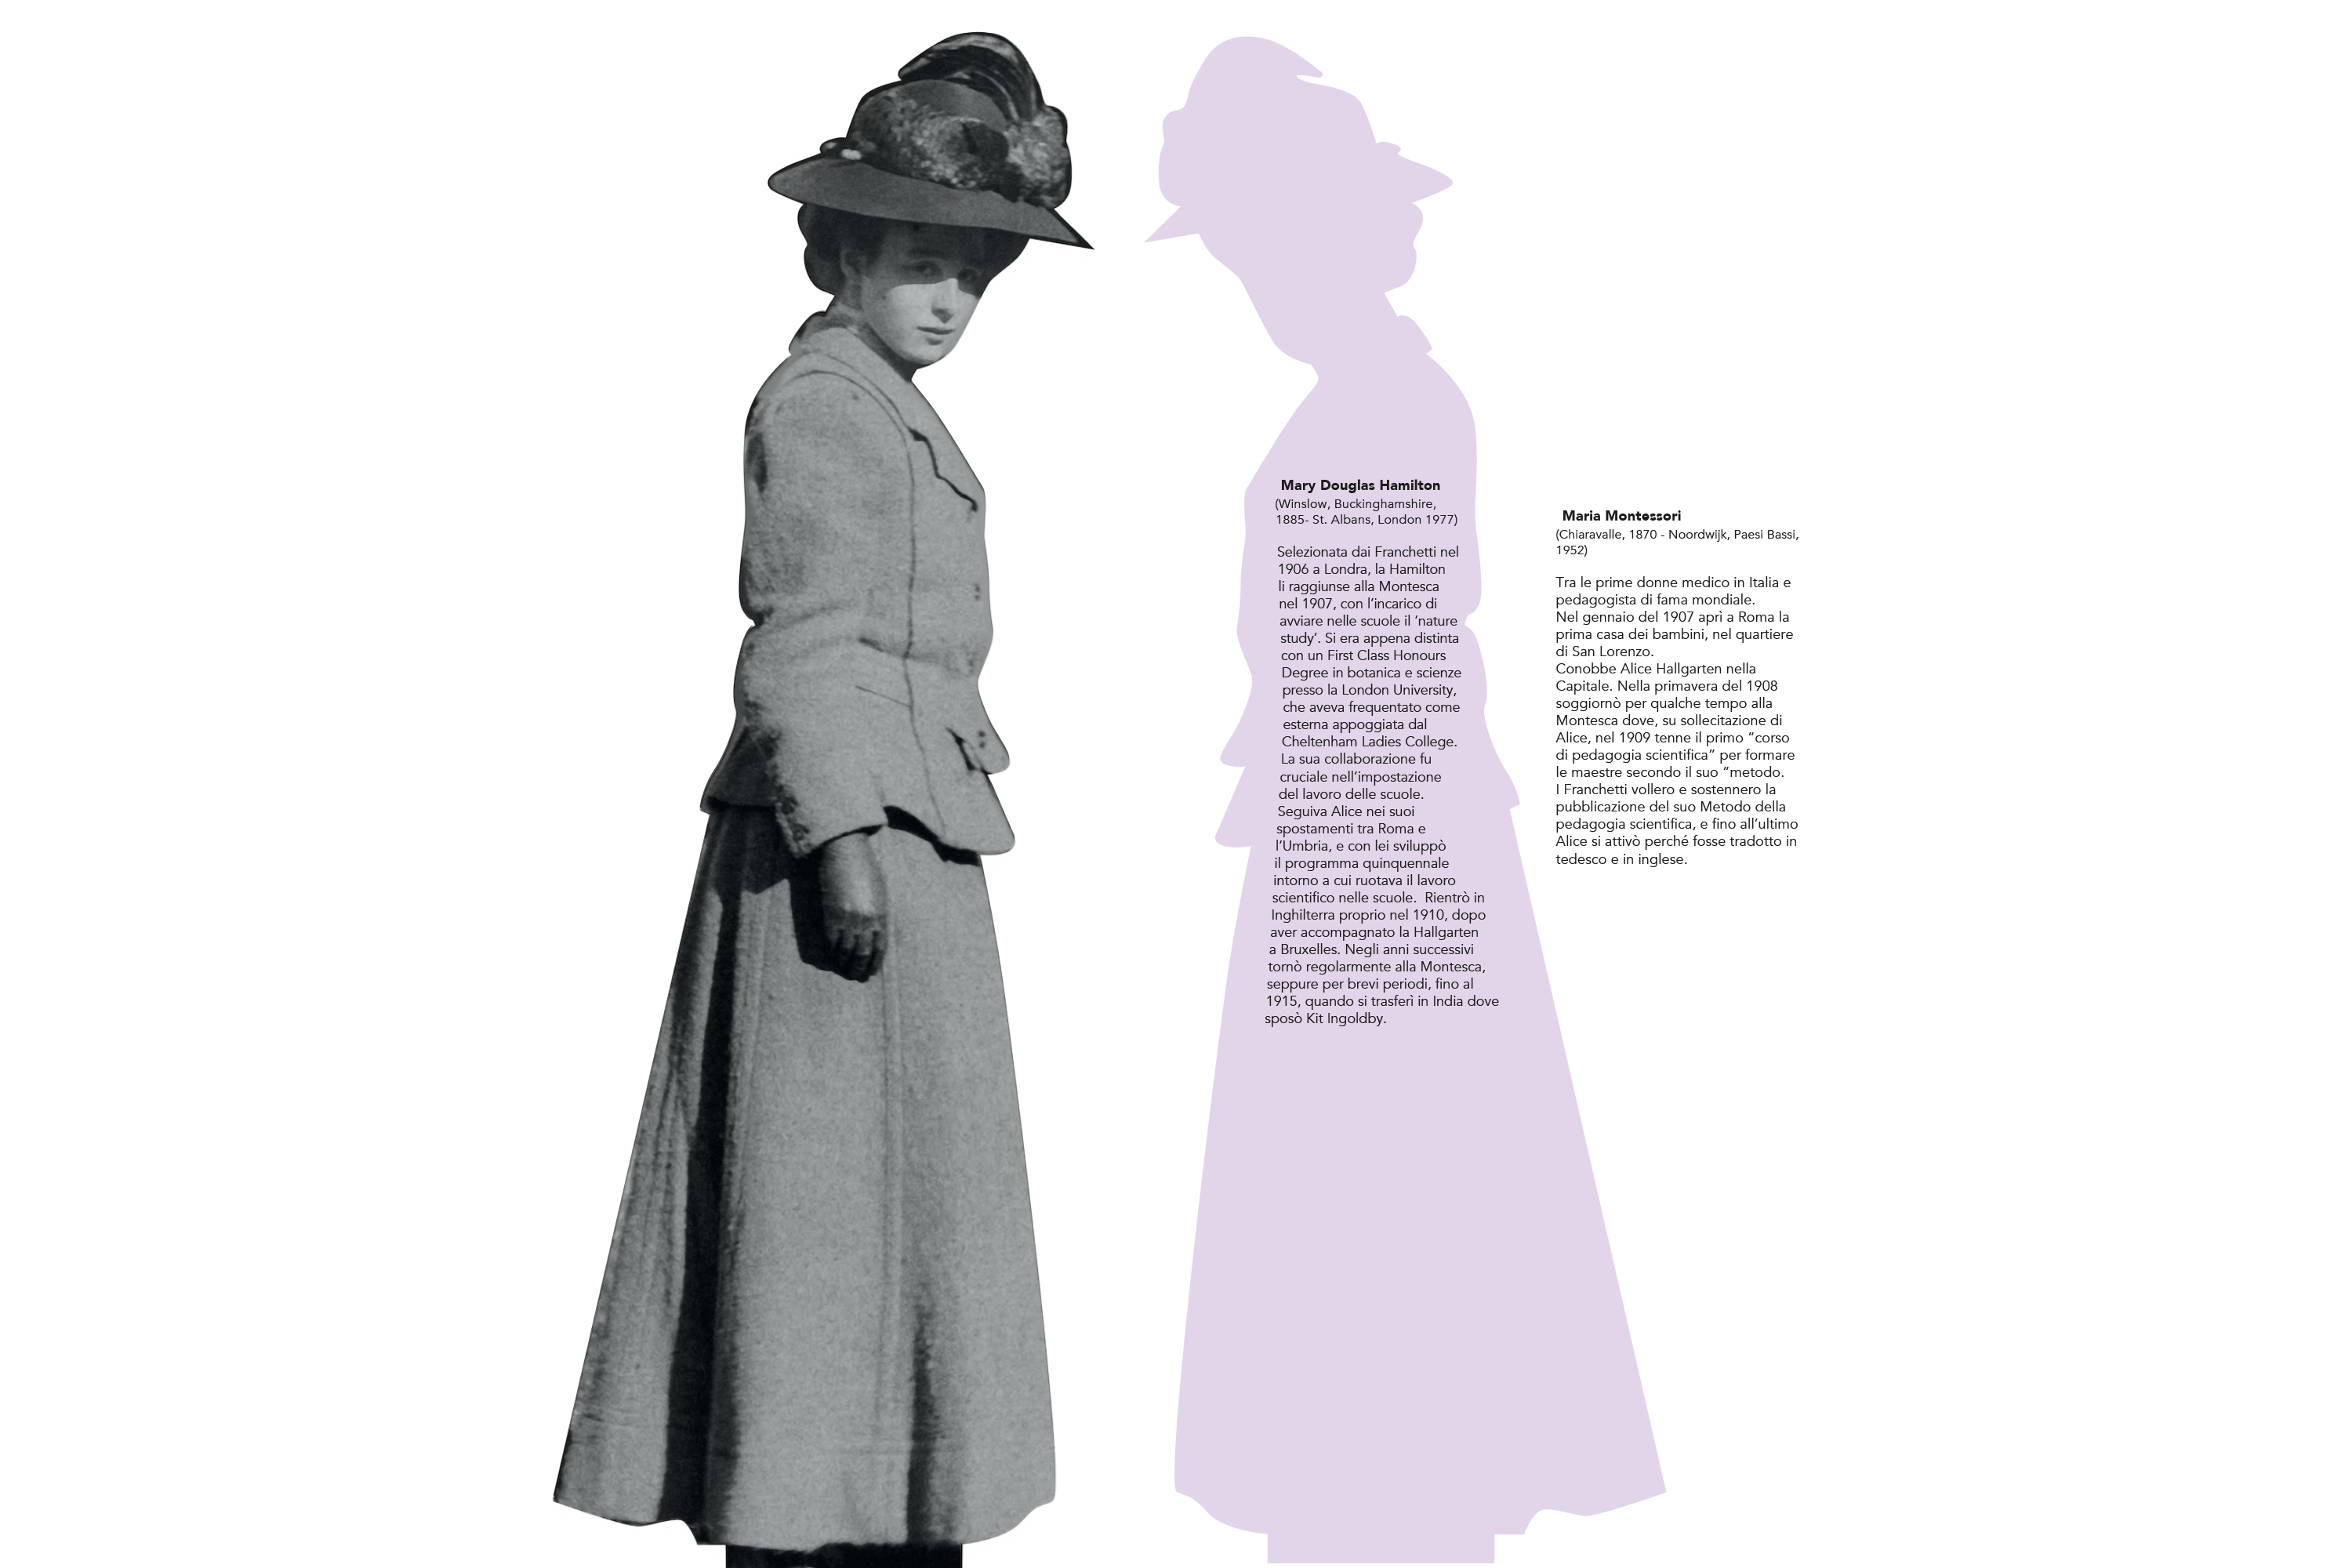 Mary Douglas Hamilton
(Winslow, Buckinghamshire,
1885- St. Albans, London 1977)
Selezionata dai Franchetti nel
1906 a Londra, la Hamilton
li raggiunse alla Montesca
nel 1907, con l’incarico di
avviare nelle scuole il ‘nature
study’. Si era appena distinta
con un First Class Honours
Degree in botanica e scienze
presso la London University,
che aveva frequentato come
esterna appoggiata dal
Cheltenham Ladies College.
La sua collaborazione fu
cruciale nell’impostazione
del lavoro delle scuole.
Seguiva Alice nei suoi
spostamenti tra Roma e
l’Umbria, e con lei sviluppò
il programma quinquennale
intorno a cui ruotava il lavoro
scientifico nelle scuole.  Rientrò in
Inghilterra proprio nel 1910, dopo
aver accompagnato la Hallgarten
a Bruxelles. Negli anni successivi
tornò regolarmente alla Montesca,
seppure per brevi periodi, fino al
1915, quando si trasferì in India dove
sposò Kit Ingoldby.
Maria Montessori
(Chiaravalle, 1870 - Noordwijk, Paesi Bassi,
1952)
Tra le prime donne medico in Italia e
pedagogista di fama mondiale.
Nel gennaio del 1907 aprì a Roma la
prima casa dei bambini, nel quartiere
di San Lorenzo.
Conobbe Alice Hallgarten nella
Capitale. Nella primavera del 1908
soggiornò per qualche tempo alla
Montesca dove, su sollecitazione di
Alice, nel 1909 tenne il primo “corso
di pedagogia scientifica” per formare
le maestre secondo il suo “metodo.
I Franchetti vollero e sostennero la
pubblicazione del suo Metodo della
pedagogia scientifica, e fino all’ultimo
Alice si attivò perché fosse tradotto in
tedesco e in inglese.